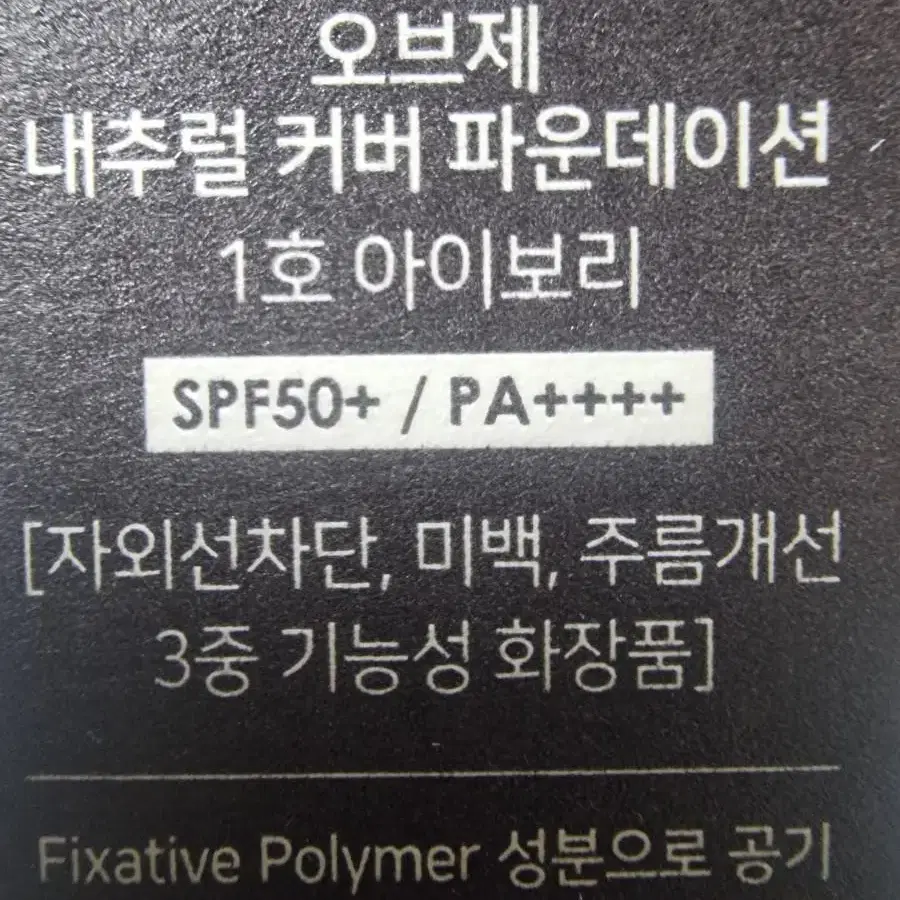 오브제
내추럴 커버 파운데이션
1호 아이보리
SPF50+ / PA++++
[자외선차단, 미백, 주름개선
3중 기능성 화장품]
Fixative Polymer 성분으로 공기